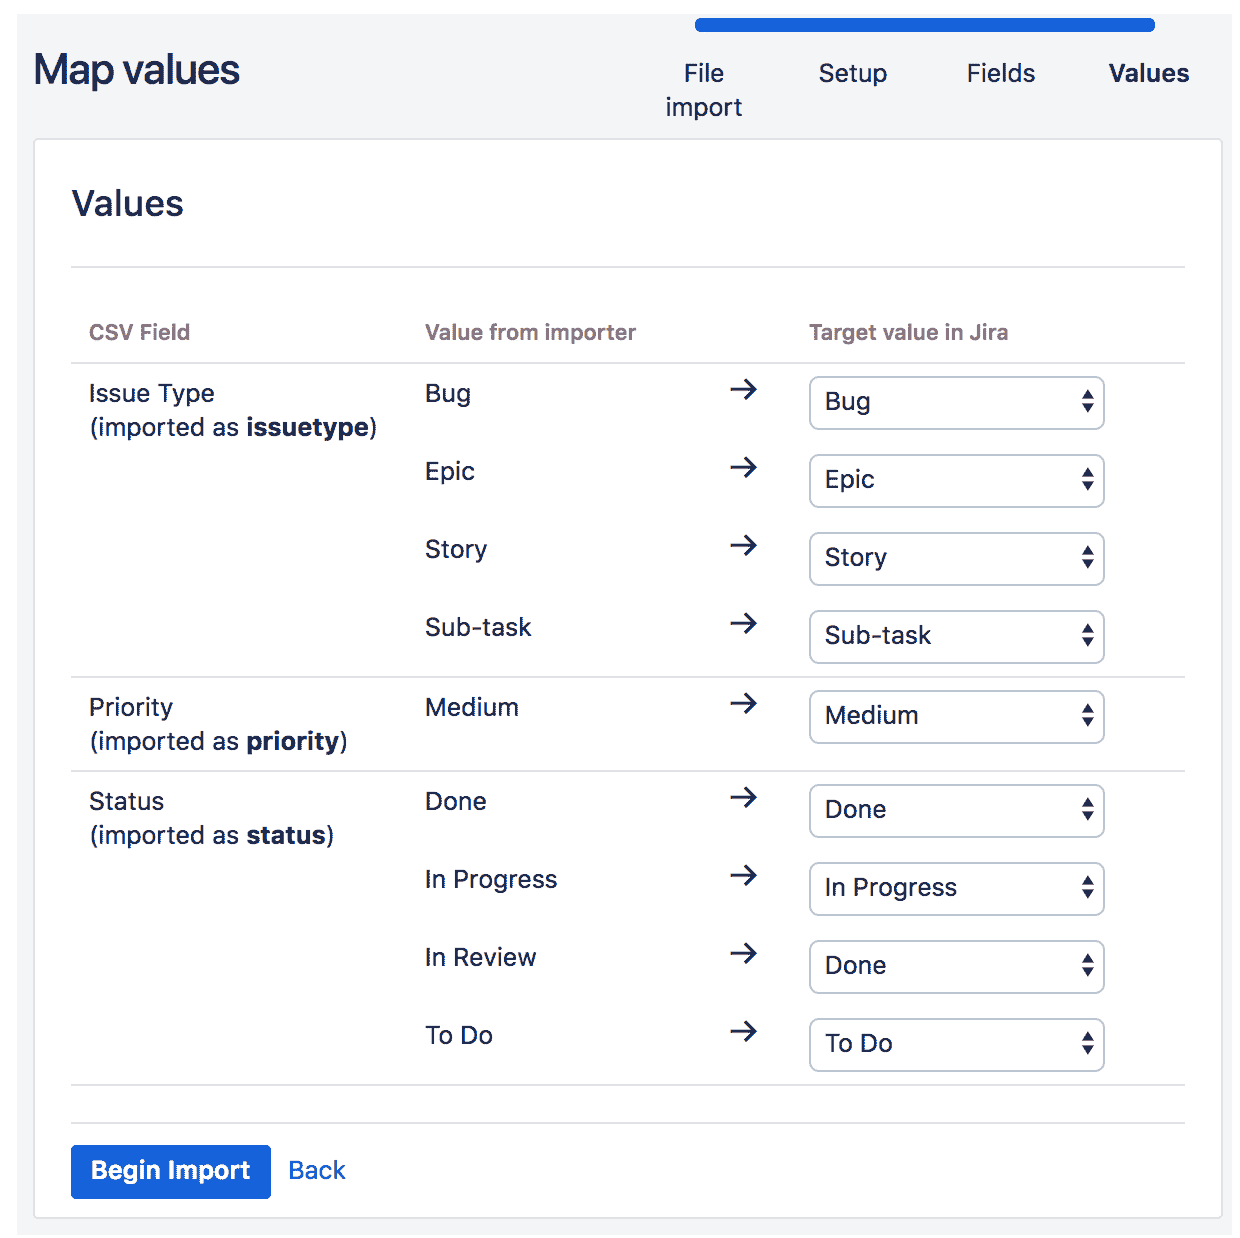 Map values
File import
Setup
Fields
Values
Values
CSV Field
Value from importer
Target value in Jira
Issue Type
(imported as issuetype)
Bug
→
Bug
Epic
→
Epic
Story
→
Story
Sub-task
→
Sub-task
Priority
(imported as priority)
Medium
→
Medium
Status
(imported as status)
Done
→
Done
In Progress
→
In Progress
In Review
→
Done
To Do
→
To Do
Begin Import
Back